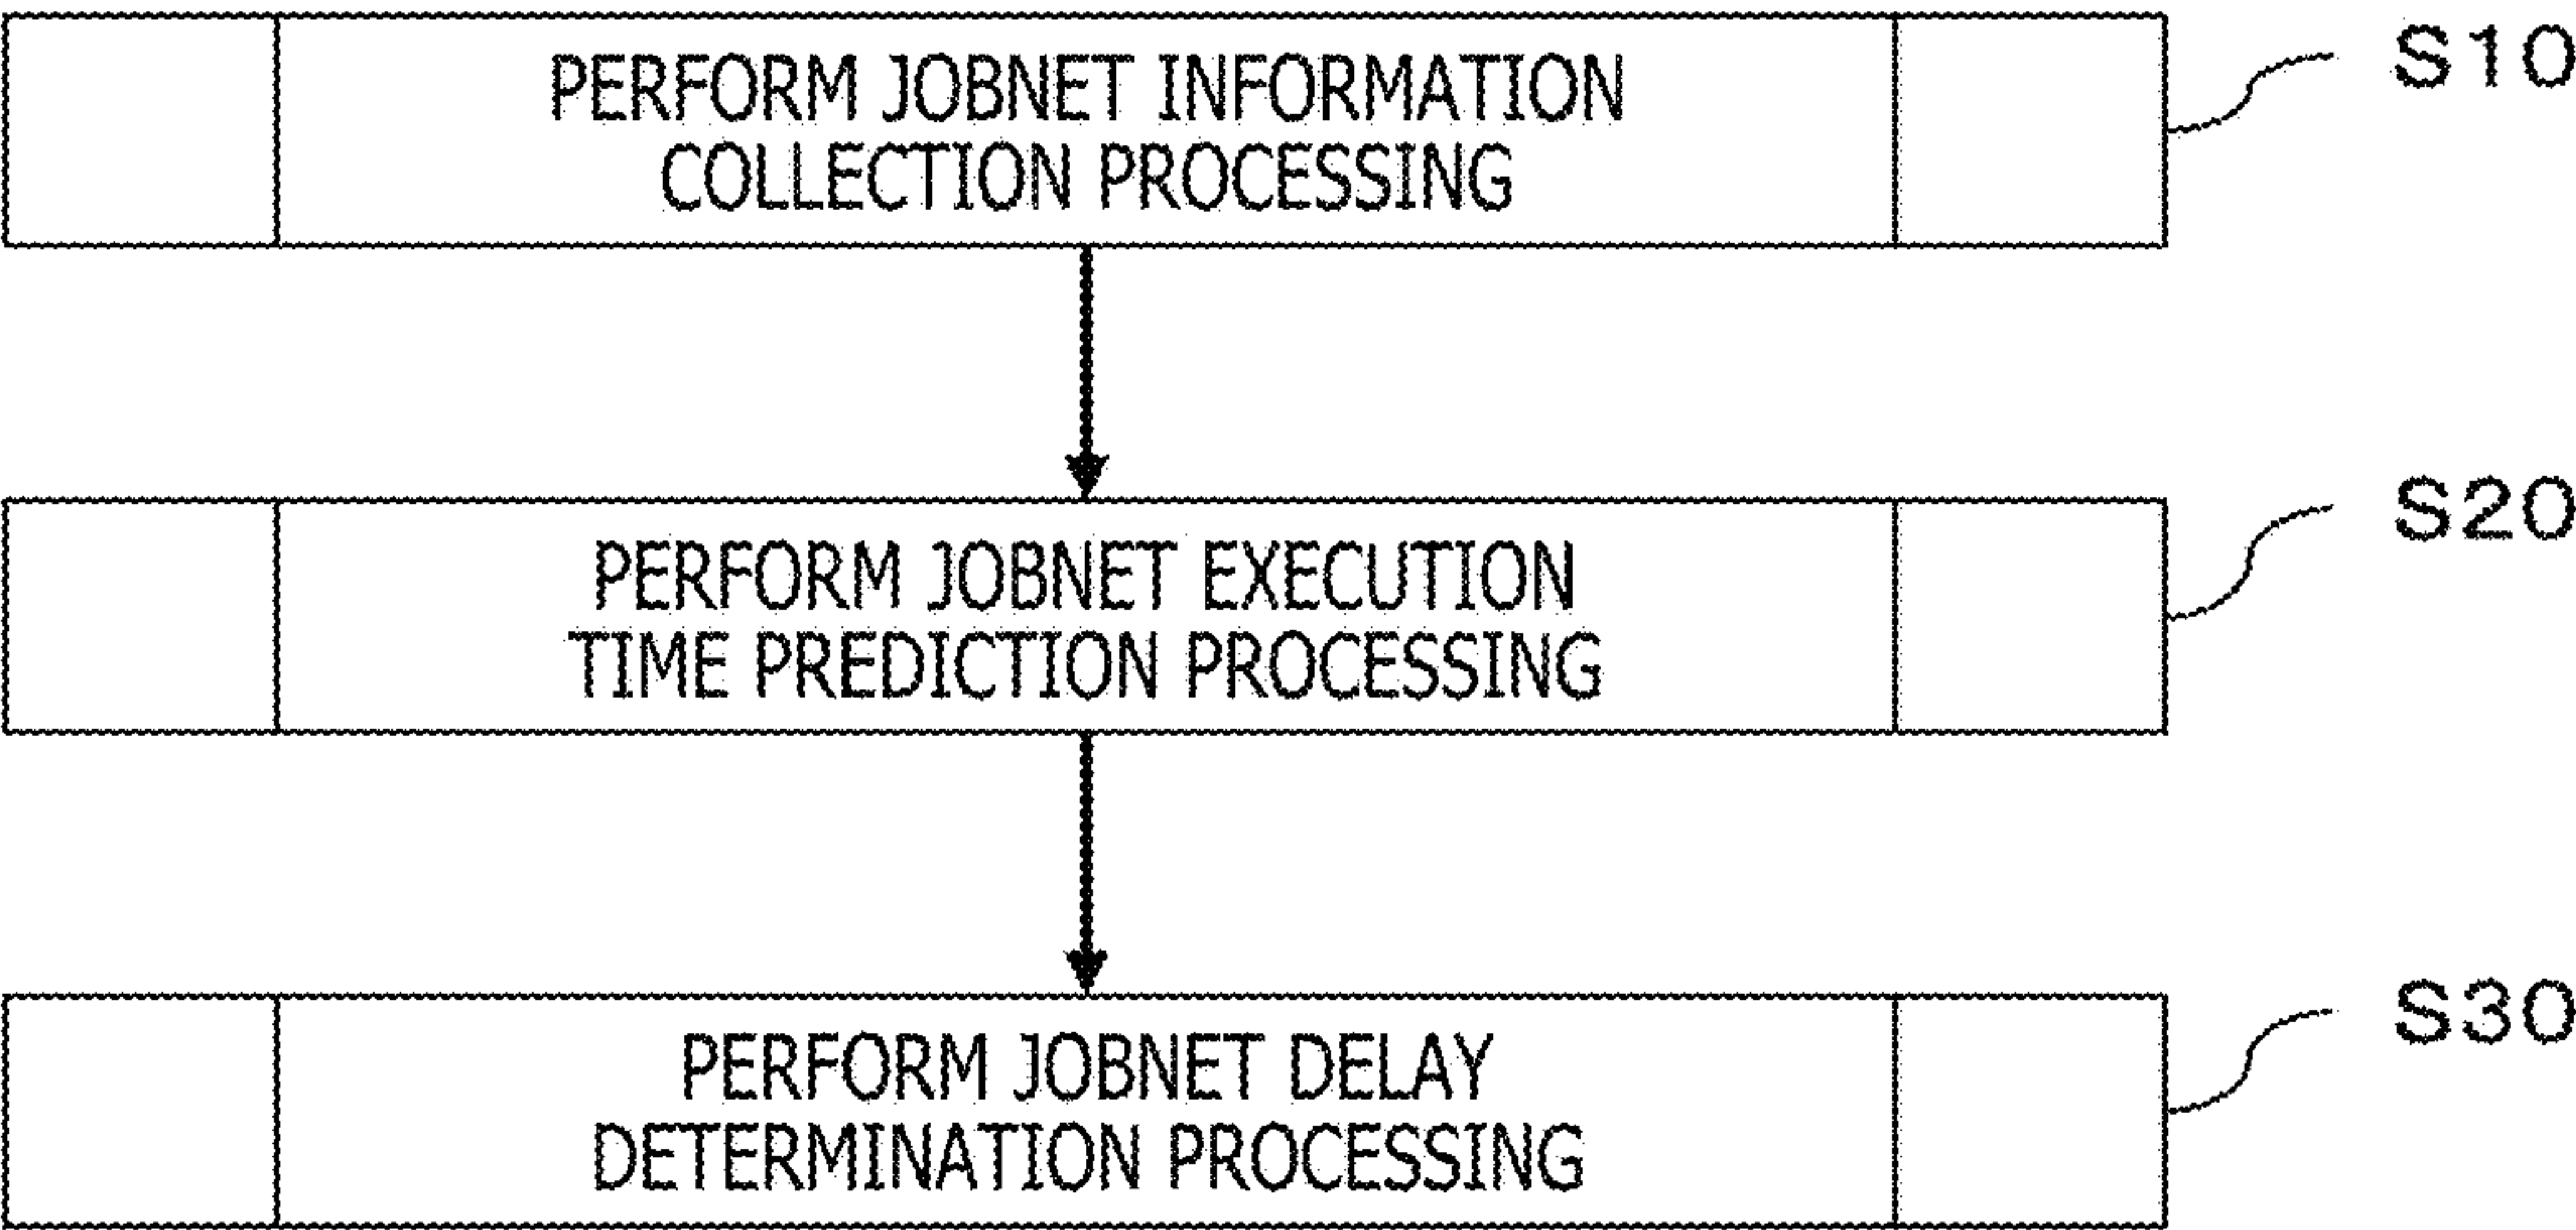 PERFORM JOBNET INFORMATION
COLLECTION PROCESSING
S10
PERFORM JOBNET EXECUTION
TIME PREDICTION PROCESSING
S20
PERFORM JOBNET DELAY
DETERMINATION PROCESSING
S30